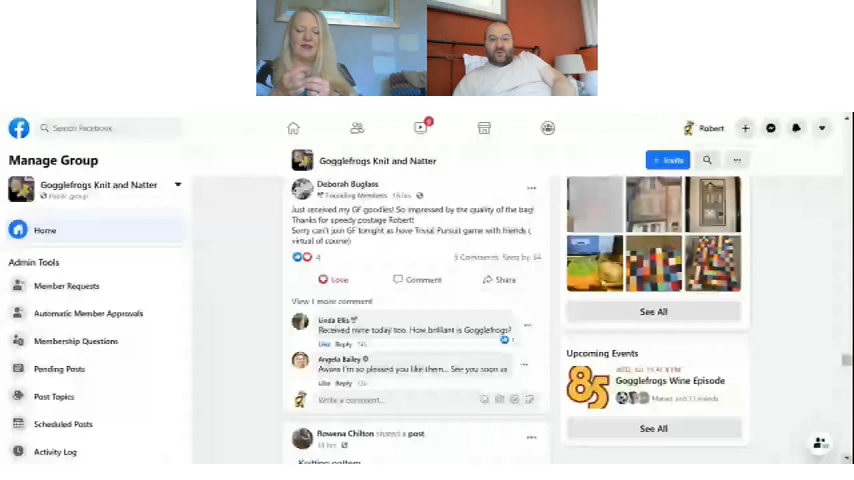 Search Facebook
9
Robert
Manage Group
Gogglefrogs Knit and Natter
Public group
Home
Admin Tools
Member Requests
Automatic Member Approvals
Membership Questions
Pending Posts
Post Topics
Scheduled Posts
Activity Log
Gogglefrogs Knit and Natter
+ Invite
Deborah Buglass
Founding Members · 16 hrs ·
Just received my GF goodies! So impressed by the quality of the bag!
Thanks for speedy postage Robert!
Sorry can't join GF tonight as have Trivial Pursuit game with friends (
virtual of course)
4
Comments Seen by
Love
Comment
Share
View 1 more comment
Linda Ellis
Received mine today too. How brilliant is Gogglefrogs?
Like Reply
Angela Bailey
Awww I'm so pleased you like them... See you soon
Like Reply
Write a comment...
Rowena Chilton shared a post
Knitting pattern
See All
Upcoming Events
85
Gogglefrogs Wine Episode
See All